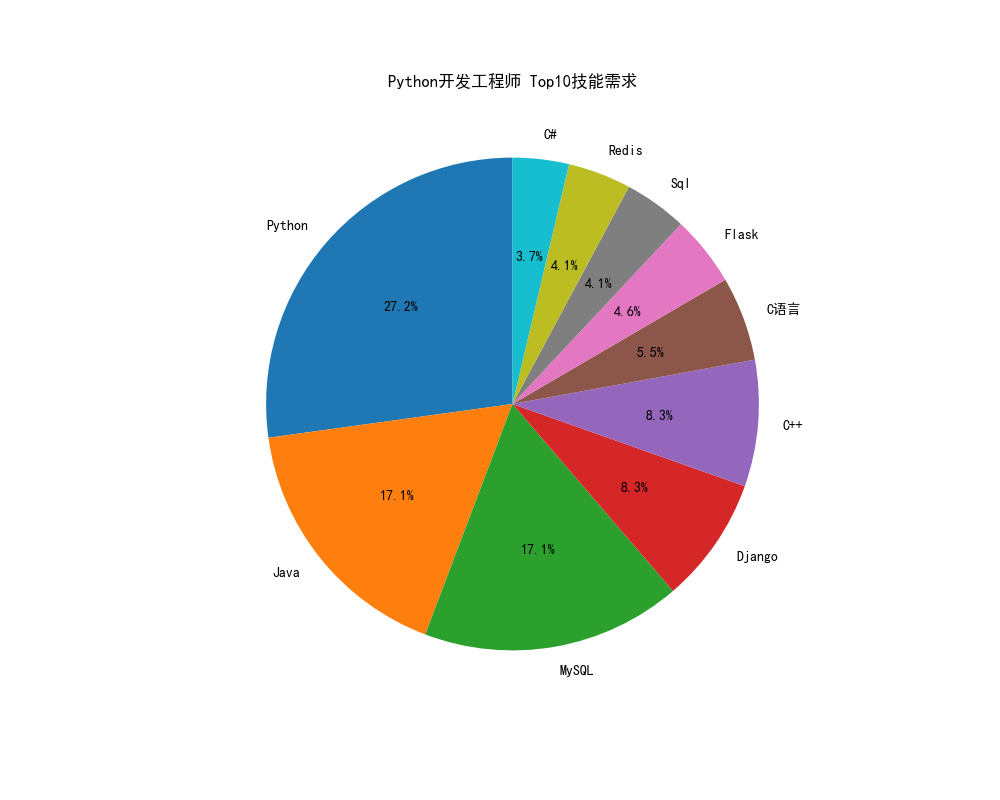 Python开发工程师 Top10技能需求
C#
Redis
Sql
Flask
Python
3.7%
4.1%
4.1%
27.2%
4.6%
C语言
5.5%
8.3%
C++
8.3%
17.1%
17.1%
Django
Java
MySQL